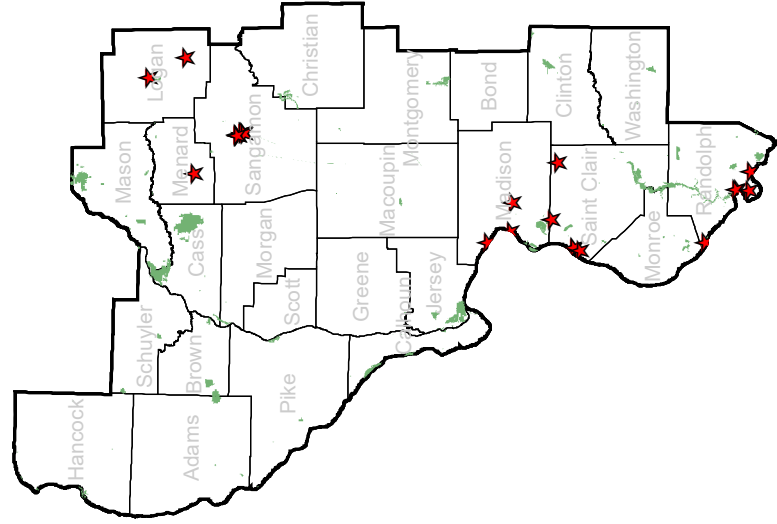 Logan
Christian
Montgomery
Bond
Clinton
Washington
Mason
Menard
Sangamon
Macoupin
Madison
Saint Clair
Monroe
Randolph
Cass
Morgan
Scott
Greene
Calhoun
Jersey
Schuyler
Brown
Pike
Hancock
Adams